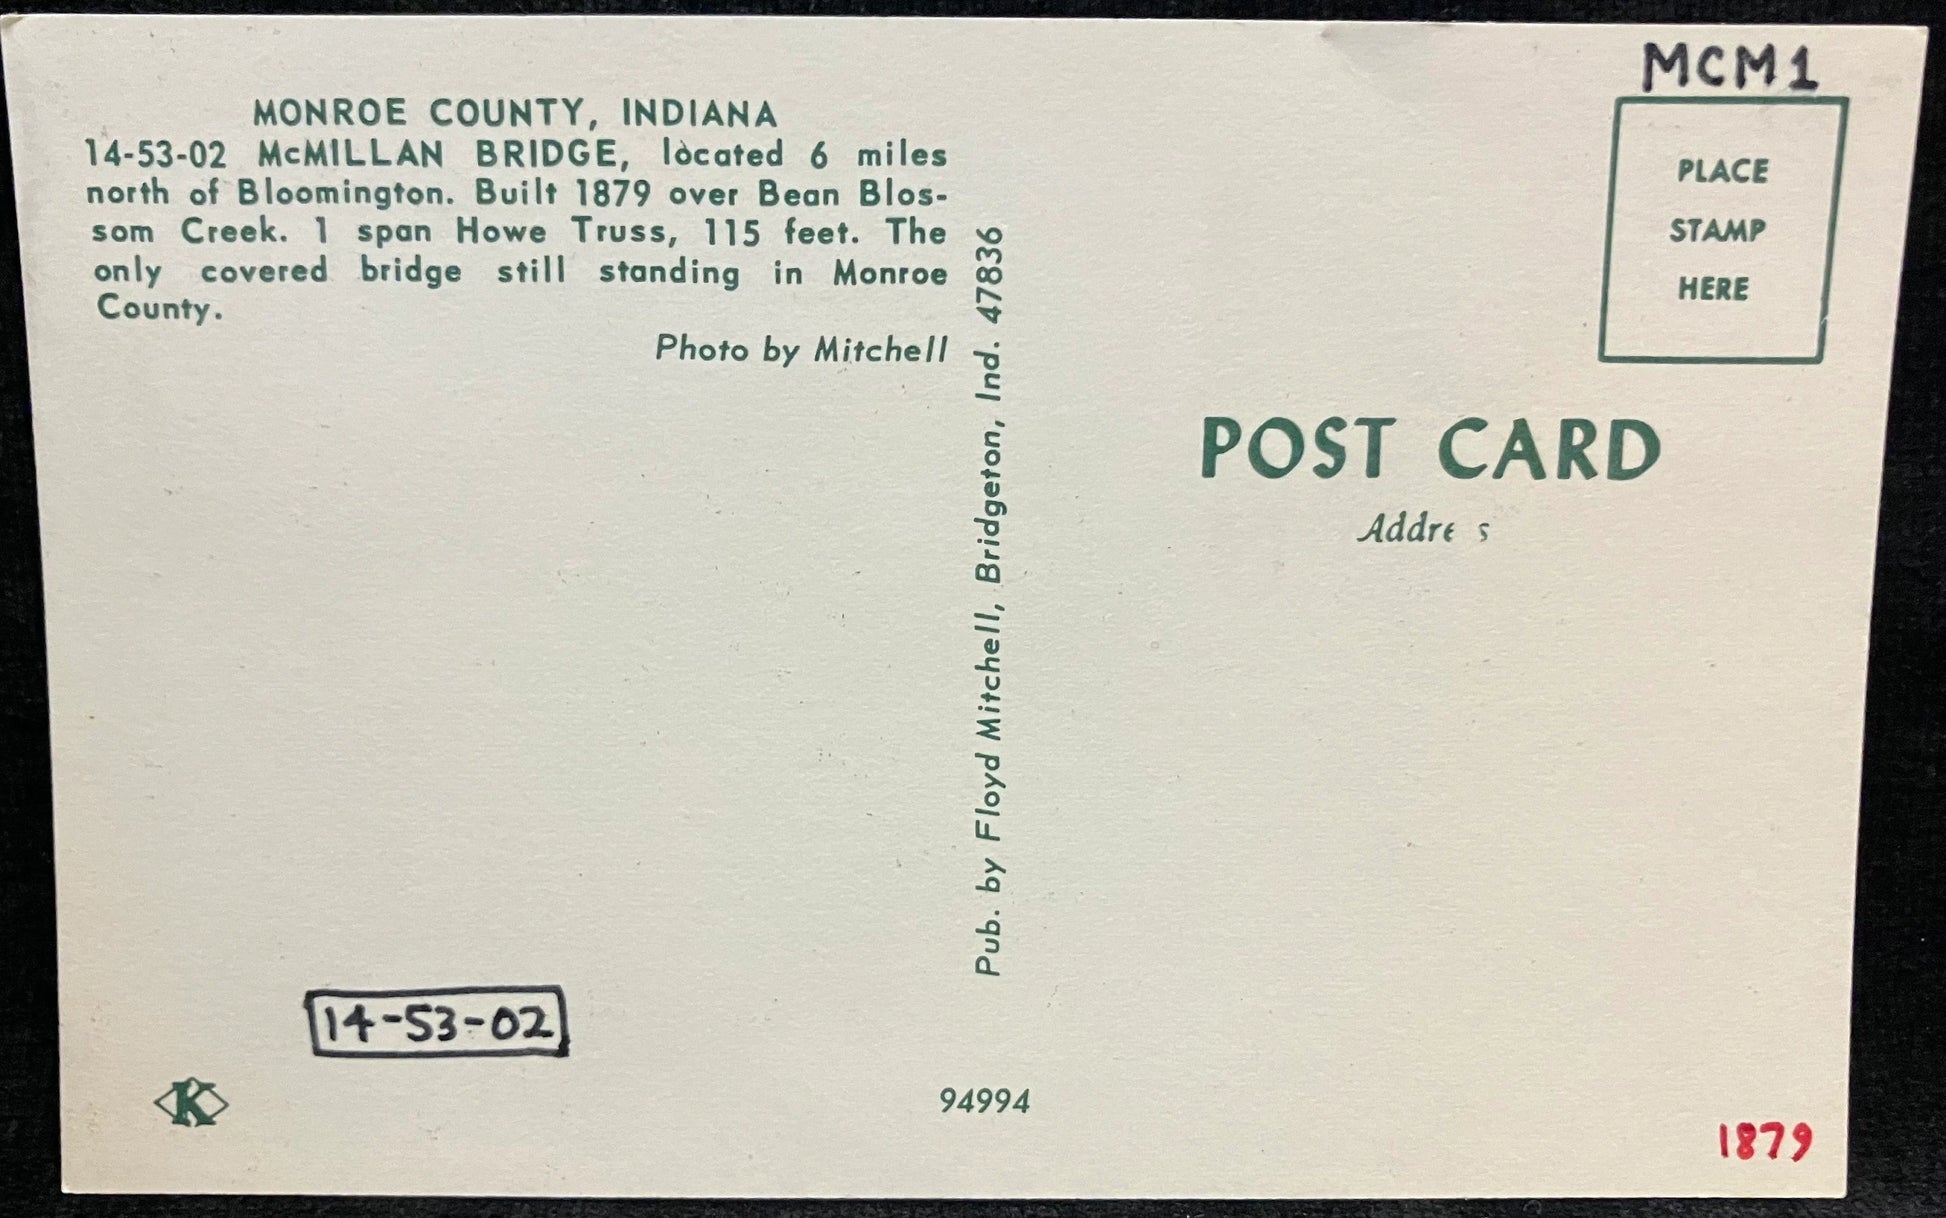 MCM1
MONROE COUNTY, INDIANA
14-53-02 McMILLAN BRIDGE, located 6 miles
north of Bloomington. Built 1879 over Bean Blos-
som Creek. 1 span Howe Truss, 115 feet. The
only covered bridge still standing in Monroe
County.
Photo by Mitchell
Pub. by Floyd Mitchell, Bridgeton, Ind. 47836
PLACE
STAMP
HERE
POST CARD
Addre s
14-53-02
K
94994
1879